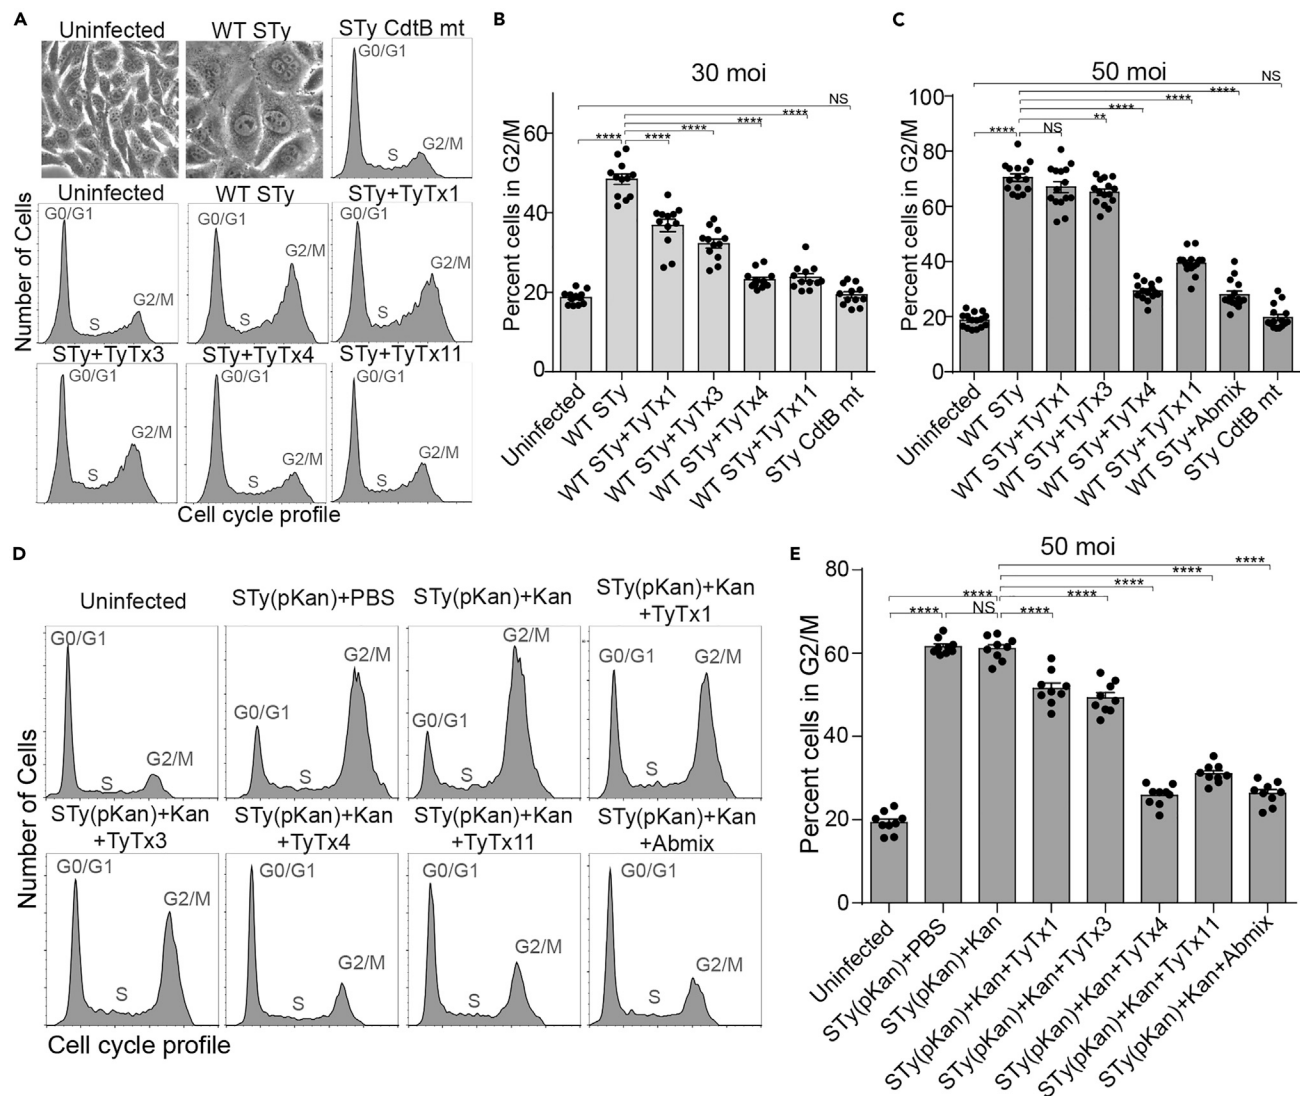 A
Uninfected
WT STy
STy CdtB mt
G0/G1
S
G2/M
Number of Cells
Uninfected
WT STy
STy+TyTx1
G0/G1
S
G2/M
G0/G1
S
G2/M
G0/G1
S
G2/M
STy+TyTx3
STy+TyTx4
STy+TyTx11
G0/G1
S
G2/M
G0/G1
S
G2/M
G0/G1
S
G2/M
Cell cycle profile
B
30 moi
Percent cells in G2/M
60
40
20
0
NS
****
****
****
****
****
Uninfected
WT STy
WT STy+TyTx1
WT STy+TyTx3
WT STy+TyTx4
WT STy+TyTx11
STy CdtB mt
C
50 moi
Percent cells in G2/M
100
80
60
40
20
0
NS
****
****
****
**
NS
****
Uninfected
WT STy
WT STy+TyTx1
WT STy+TyTx3
WT STy+TyTx4
WT STy+TyTx11
WT STy+Abmix
STy CdtB mt
D
Number of Cells
Uninfected
STy(pKan)+PBS
STy(pKan)+Kan
STy(pKan)+Kan
+TyTx1
G0/G1
S
G2/M
G0/G1
S
G2/M
G0/G1
S
G2/M
G0/G1
S
G2/M
Number of Cells
STy(pKan)+Kan
+TyTx3
STy(pKan)+Kan
+TyTx4
STy(pKan)+Kan
+TyTx11
STy(pKan)+Kan
+Abmix
G0/G1
S
G2/M
G0/G1
S
G2/M
G0/G1
S
G2/M
G0/G1
S
G2/M
Cell cycle profile
E
50 moi
Percent cells in G2/M
80
60
40
20
0
****
****
****
****
****
****
NS
****
Uninfected
STy(pKan)+PBS
STy(pKan)+Kan
STy(pKan)+Kan+TyTx1
STy(pKan)+Kan+TyTx3
STy(pKan)+Kan+TyTx4
STy(pKan)+Kan+TyTx11
STy(pKan)+Kan+Abmix